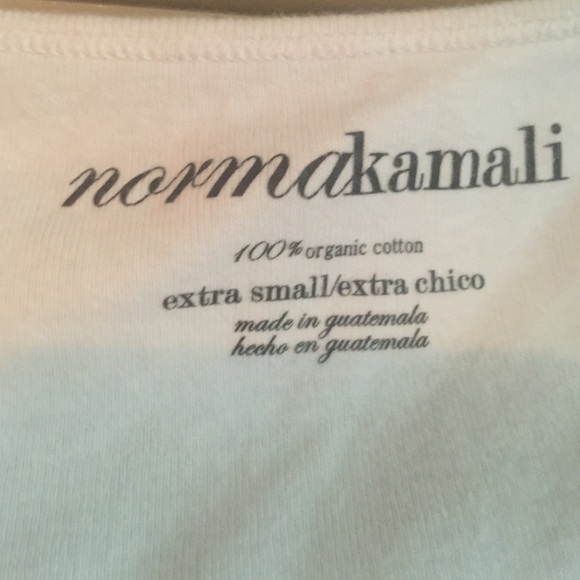 normakamali
100% organic cotton
extra small/extra chico
made in guatemala
hecho en guatemala